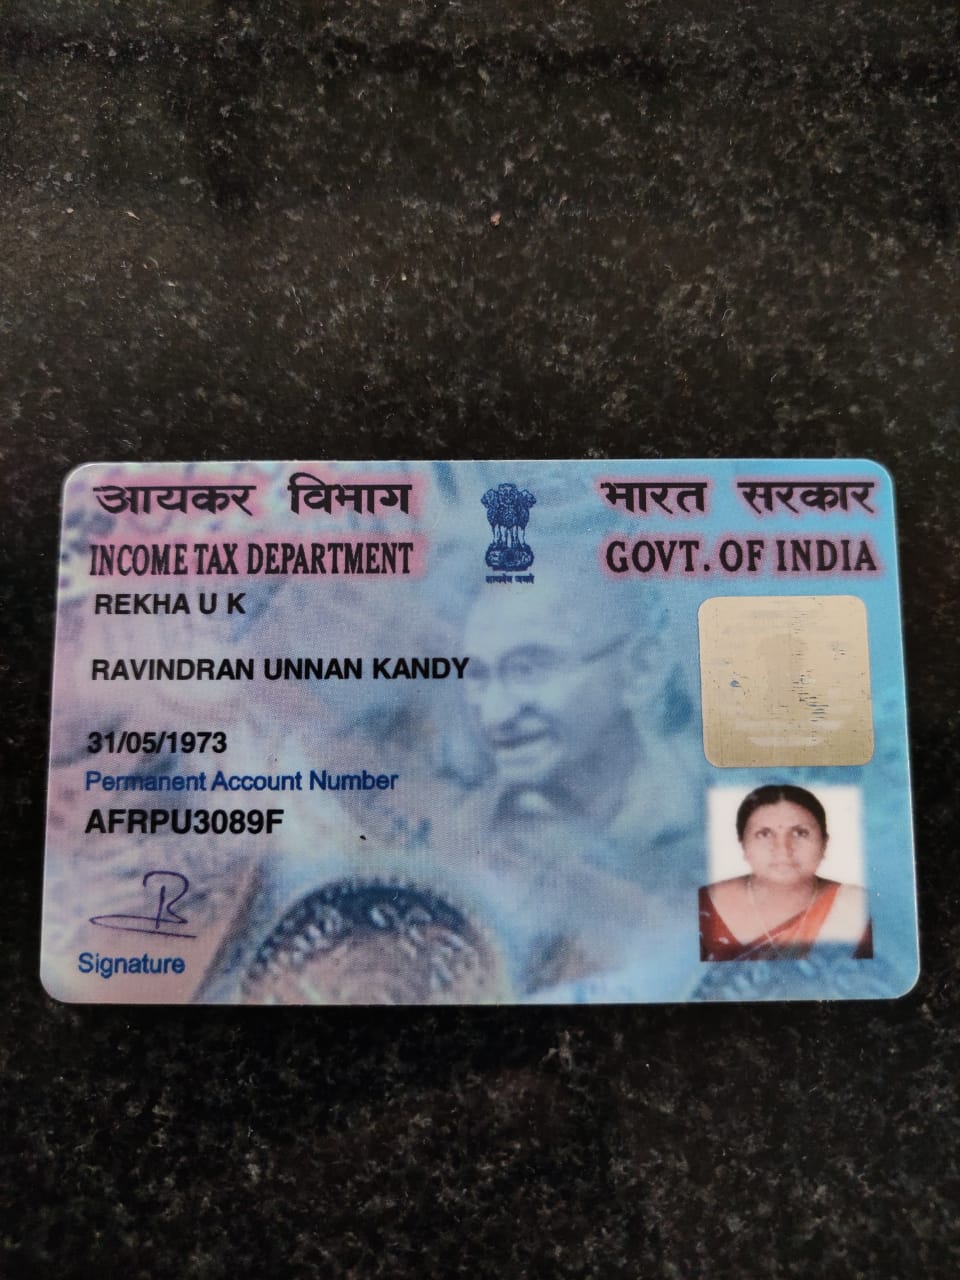 आयकर विभाग
भारत सरकार
INCOME TAX DEPARTMENT
GOVT. OF INDIA
सत्यमेव जयते
REKHA U K
RAVINDRAN UNNAN KANDY
31/05/1973
Permanent Account Number
AFRPU3089F
Signature